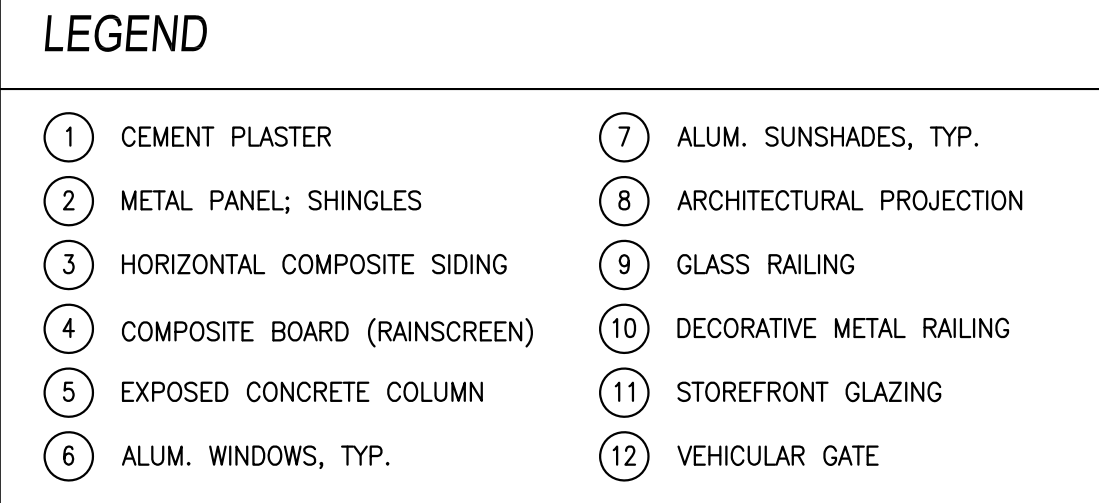 LEGEND
1 CEMENT PLASTER
2 METAL PANEL; SHINGLES
3 HORIZONTAL COMPOSITE SIDING
4 COMPOSITE BOARD (RAINSCREEN)
5 EXPOSED CONCRETE COLUMN
6 ALUM. WINDOWS, TYP.
7 ALUM. SUNSHADES, TYP.
8 ARCHITECTURAL PROJECTION
9 GLASS RAILING
10 DECORATIVE METAL RAILING
11 STOREFRONT GLAZING
12 VEHICULAR GATE